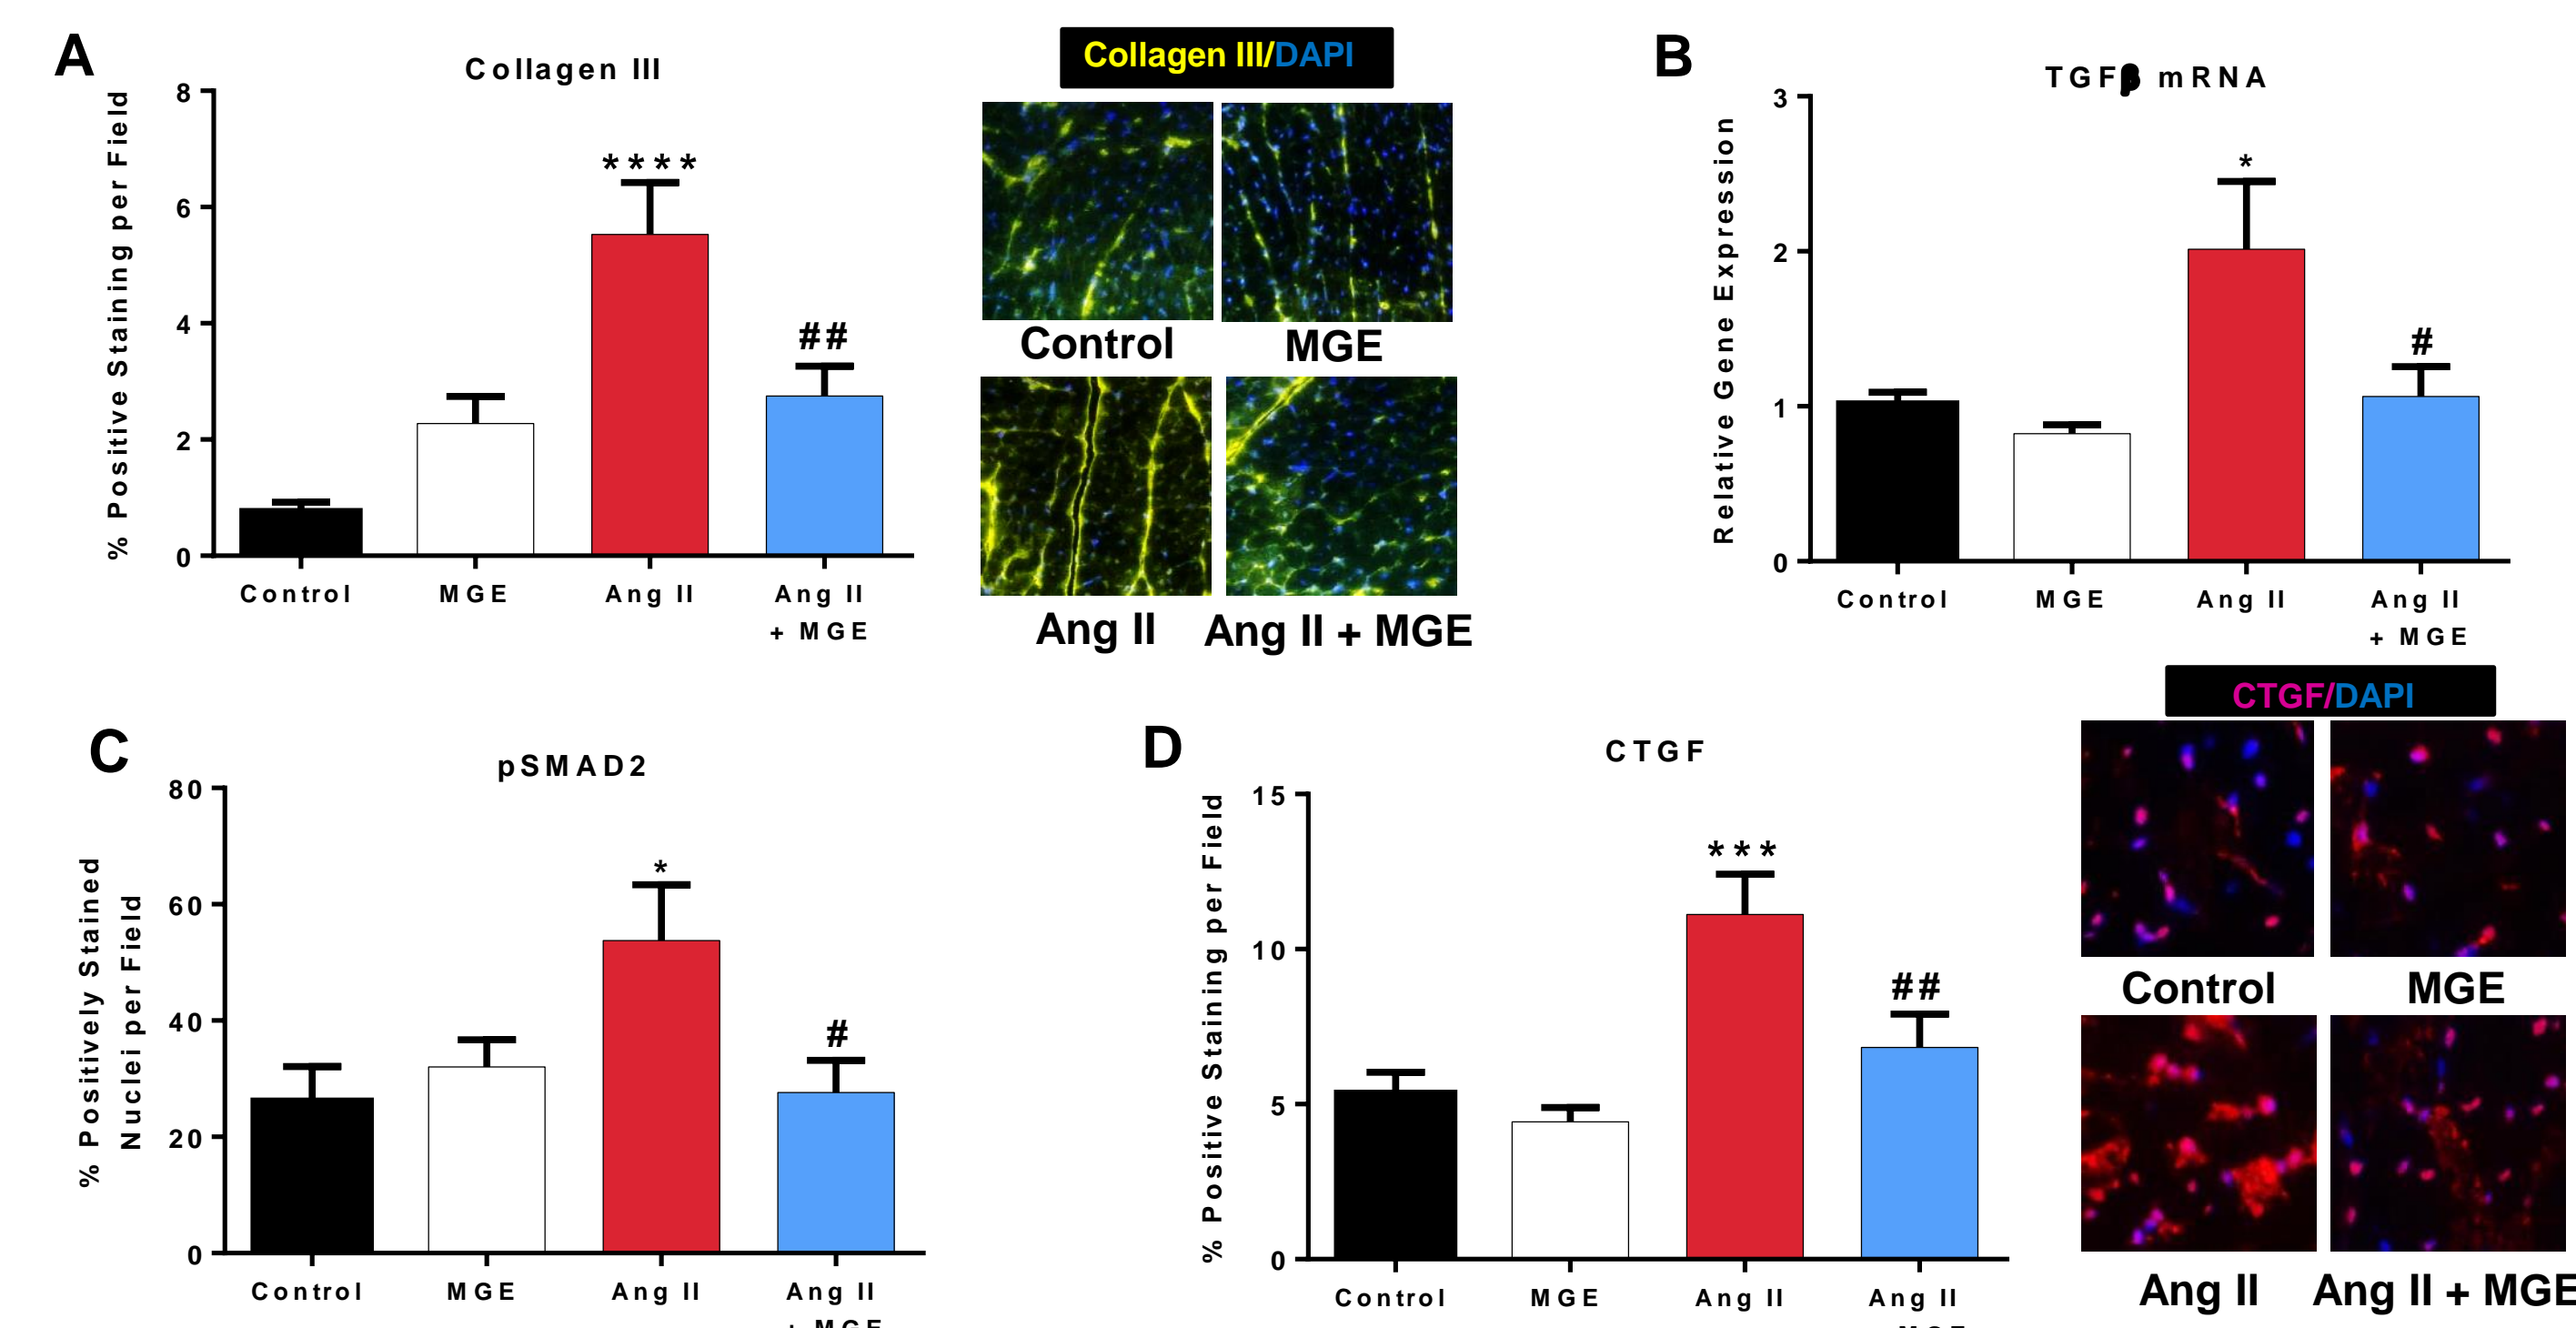 A
Collagen III
% Positive Staining per Field
8
6
4
2
0
****
##
Control
MGE
Ang II
Ang II
+ MGE
Collagen III/DAPI
Control
MGE
Ang II
Ang II + MGE
B
TGFβ mRNA
Relative Gene Expression
3
2
1
0
*
#
Control
MGE
Ang II
Ang II
+ MGE
C
pSMAD2
% Positively Stained
Nuclei per Field
80
60
40
20
0
*
#
Control
MGE
Ang II
Ang II
+ MGE
D
CTGF
% Positive Staining per Field
15
10
5
0
***
##
Control
MGE
Ang II
Ang II
MGE
CTGF/DAPI
Control
MGE
Ang II
Ang II + MGE